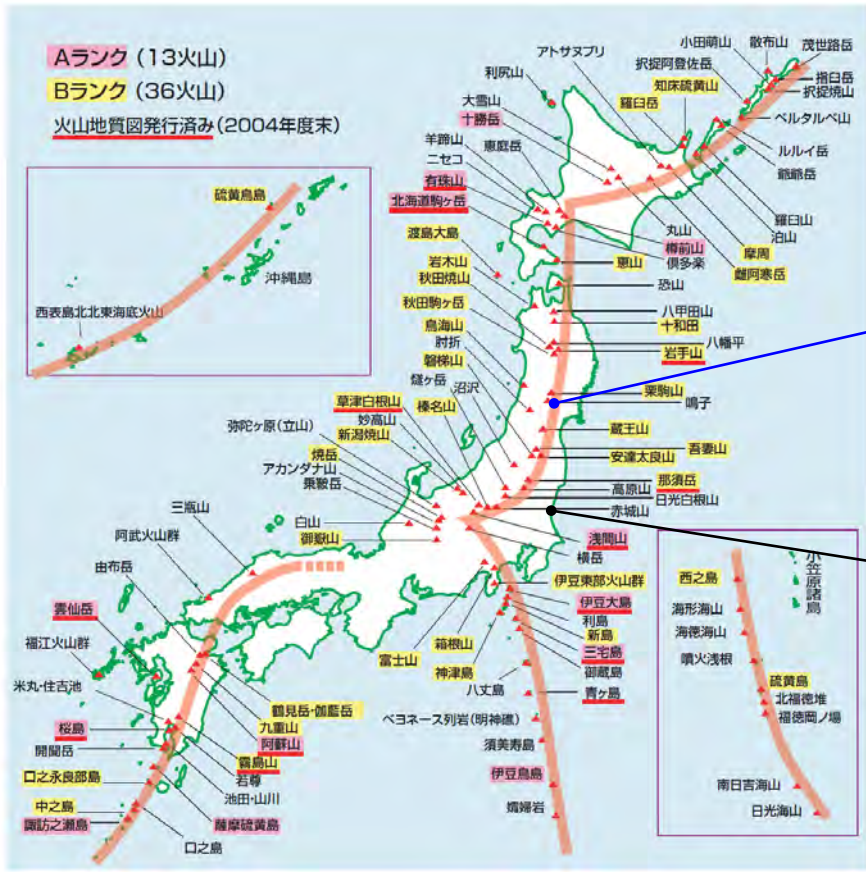 Aランク (13火山)
Bランク (36火山)
火山地質図発行済み(2004年度末)
硫黄鳥島
沖縄島
西表島北北東海底火山
アトサヌプリ
小田萌山
散布山
茂世路岳
利尻山
択捉阿登佐岳
指臼岳
択捉焼山
知床硫黄山
大雪山
羅臼岳
十勝岳
ベルタルベ山
羊蹄山
恵庭岳
ルルイ岳
ニセコ
爺爺岳
有珠山
北海道駒ヶ岳
羅臼山
丸山
泊山
樽前山
摩周
渡島大島
倶多楽
恵山
雌阿寒岳
岩木山
秋田焼山
恐山
秋田駒ヶ岳
八甲田山
十和田
鳥海山
八幡平
肘折
岩手山
磐梯山
燧ヶ岳
沼沢
栗駒山
草津白根山
鳴子
榛名山
妙高山
蔵王山
弥陀ヶ原(立山)
新潟焼山
吾妻山
焼岳
安達太良山
アカンダナ山
那須岳
乗鞍岳
高原山
日光白根山
三瓶山
白山
赤城山
阿武火山群
御嶽山
浅間山
横岳
由布岳
伊豆東部火山群
雲仙岳
伊豆大島
利島
福江火山群
箱根山
新島
富士山
三宅島
神津島
御蔵島
米丸・住吉池
八丈島
青ヶ島
鶴見岳・伽藍岳
九重山
ベヨネース列岩(明神礁)
桜島
阿蘇山
須美寿島
開聞岳
霧島山
若尊
伊豆鳥島
口之永良部島
池田・山川
中之島
薩摩硫黄島
孀婦岩
諏訪之瀬島
口之島
小笠原諸島
西之島
海形海山
海徳海山
噴火浅根
硫黄島
北福徳堆
福徳岡ノ場
南日吉海山
日光海山